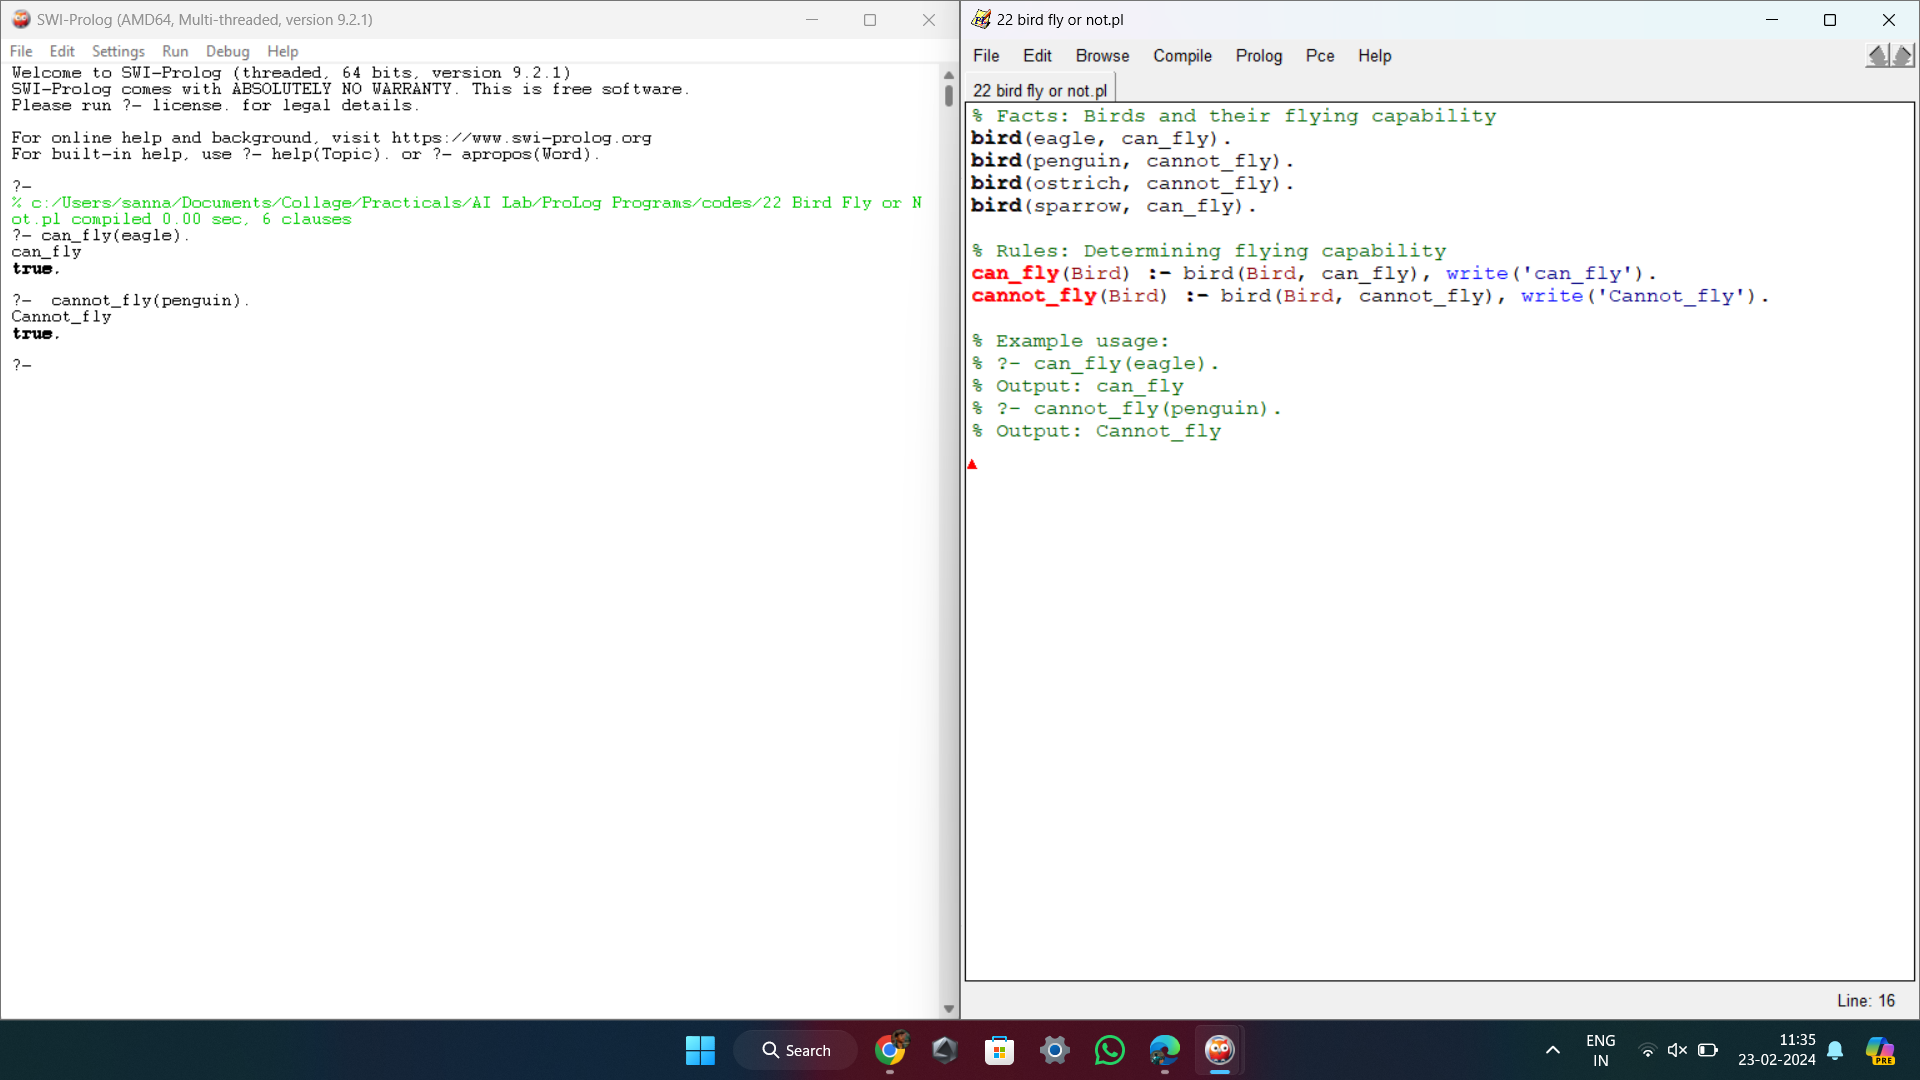 SWI-Prolog (AMD64, Multi-threaded, version 9.2.1)
File Edit Settings Run Debug Help
Welcome to SWI-Prolog (threaded, 64 bits, version 9.2.1)
SWI-Prolog comes with ABSOLUTELY NO WARRANTY. This is free software.
Please run ?- license. for legal details.
For online help and background, visit https://www.swi-prolog.org
For built-in help, use ?- help(Topic). or ?- apropos(Word).
?-
% c:/Users/sanna/Documents/Collage/Practicals/AI Lab/ProLog Programs/codes/22 Bird Fly or N
ot.pl compiled 0.00 sec, 6 clauses
?- can_fly(eagle).
can_fly
true.
?-  cannot_fly(penguin).
Cannot_fly
true.
?-
22 bird fly or not.pl
File Edit Browse Compile Prolog Pce Help
22 bird fly or not.pl
% Facts: Birds and their flying capability
bird(eagle, can_fly).
bird(penguin, cannot_fly).
bird(ostrich, cannot_fly).
bird(sparrow, can_fly).
% Rules: Determining flying capability
can_fly(Bird) :- bird(Bird, can_fly), write('can_fly').
cannot_fly(Bird) :- bird(Bird, cannot_fly), write('Cannot_fly').
% Example usage:
% ?- can_fly(eagle).
% Output: can_fly
% ?- cannot_fly(penguin).
% Output: Cannot_fly
Line: 16
Search
ENG
IN
11:35
23-02-2024
PRE